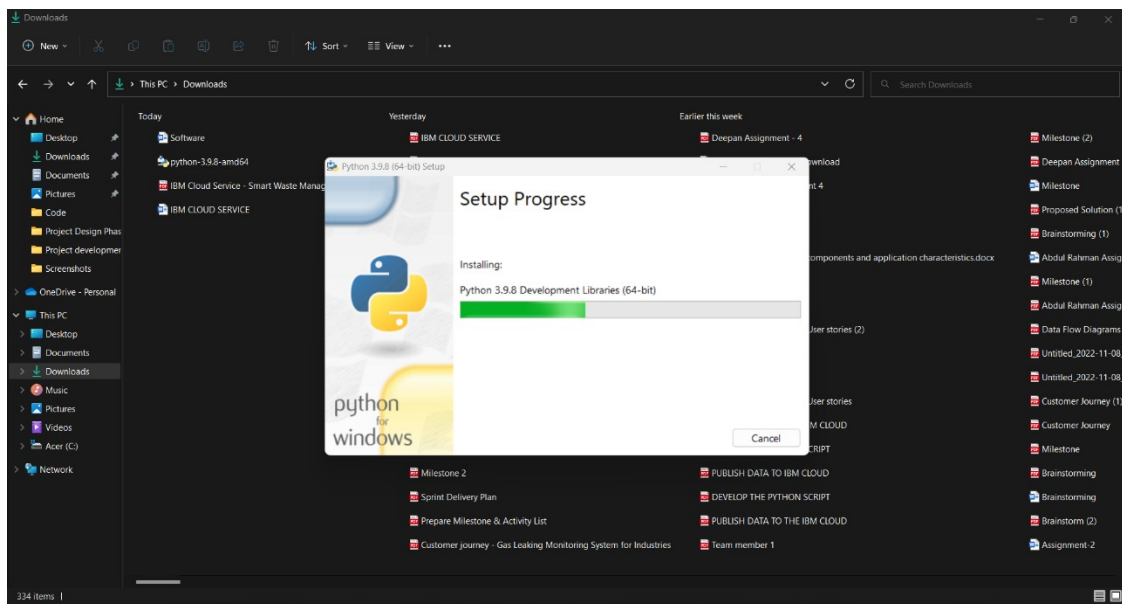 Downloads
New
Sort
View
This PC > Downloads
Search Downloads
Home
Desktop
Downloads
Documents
Pictures
Code
Project Design Phas
Project developmer
Screenshots
OneDrive - Personal
This PC
Desktop
Documents
Downloads
Music
Pictures
Videos
Acer (C:)
Network
Today
Software
python-3.9.8-amd64
IBM Cloud Service - Smart Waste Manag
IBM CLOUD SERVICE
Yesterday
IBM CLOUD SERVICE
Milestone 2
Sprint Delivery Plan
Prepare Milestone & Activity List
Customer journey - Gas Leaking Monitoring System for Industries
Earlier this week
Deepan Assignment - 4
wnload
nt 4
omponents and application characteristics.docx
Jser stories (2)
Jser stories
M CLOUD
CRIPT
PUBLISH DATA TO IBM CLOUD
DEVELOP THE PYTHON SCRIPT
PUBLISH DATA TO THE IBM CLOUD
Team member 1
Milestone (2)
Deepan Assignment
Milestone
Proposed Solution (1
Brainstorming (1)
Abdul Rahman Assig
Milestone (1)
Abdul Rahman Assig
Data Flow Diagrams
Untitled_2022-11-08_
Untitled_2022-11-08_
Customer Journey (1)
Customer Journey
Milestone
Brainstorming
Brainstorming
Brainstorm (2)
Assignment-2
Python 3.9.8 (64-bit) Setup
Setup Progress
Installing:
Python 3.9.8 Development Libraries (64-bit)
python
for
windows
Cancel
334 items